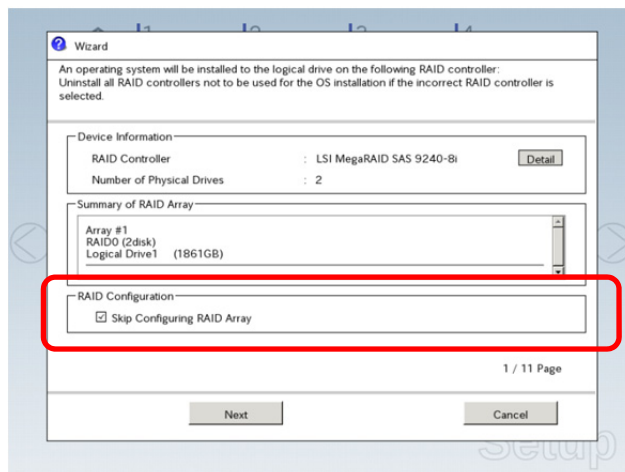 Wizard
An operating system will be installed to the logical drive on the following RAID controller:
Uninstall all RAID controllers not to be used for the OS installation if the incorrect RAID controller is
selected.
Device Information
RAID Controller : LSI MegaRAID SAS 9240-8i Detail
Number of Physical Drives : 2
Summary of RAID Array
Array #1
RAID0 (2disk)
Logical Drive1 (1861GB)
RAID Configuration
Skip Configuring RAID Array
1 / 11 Page
Next Cancel
Setup